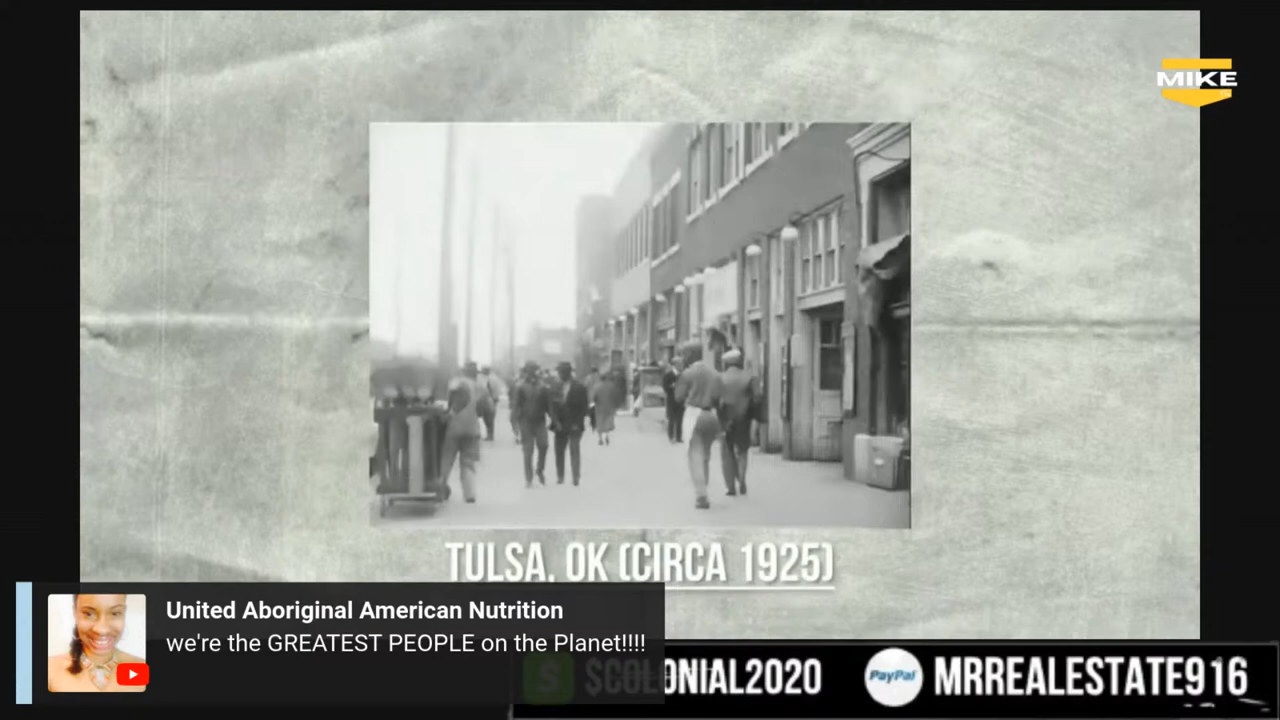 MIKE
TULSA, OK (CIRCA 1925)
United Aboriginal American Nutrition
we're the GREATEST PEOPLE on the Planet!!!!
$COLONIAL2020
PayPal
MRREALESTATE916